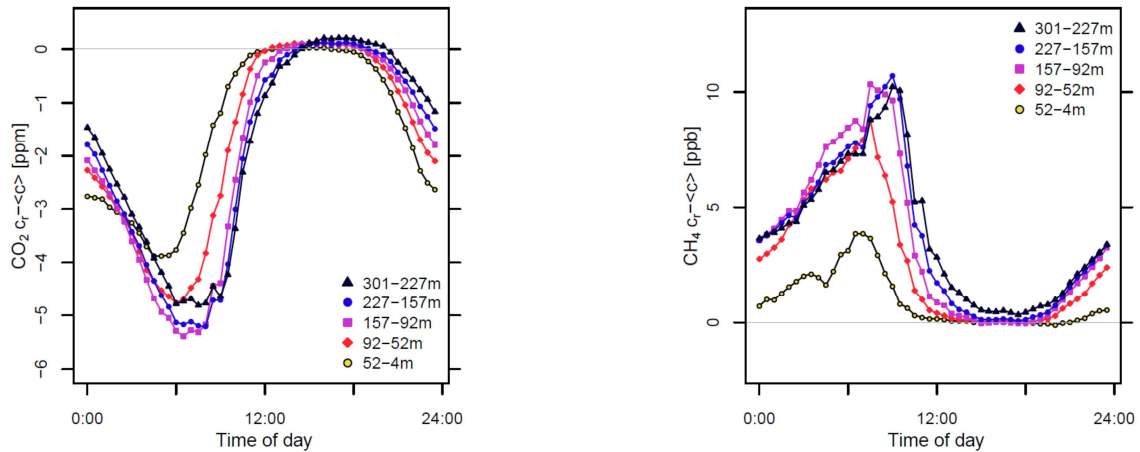 0
−1
−2
−3
−4
−5
−6
CO2 cr−<c> [ppm]
301−227m
227−157m
157−92m
92−52m
52−4m
0:00
12:00
24:00
Time of day
10
5
0
CH4 cr−<c> [ppb]
301−227m
227−157m
157−92m
92−52m
52−4m
0:00
12:00
24:00
Time of day